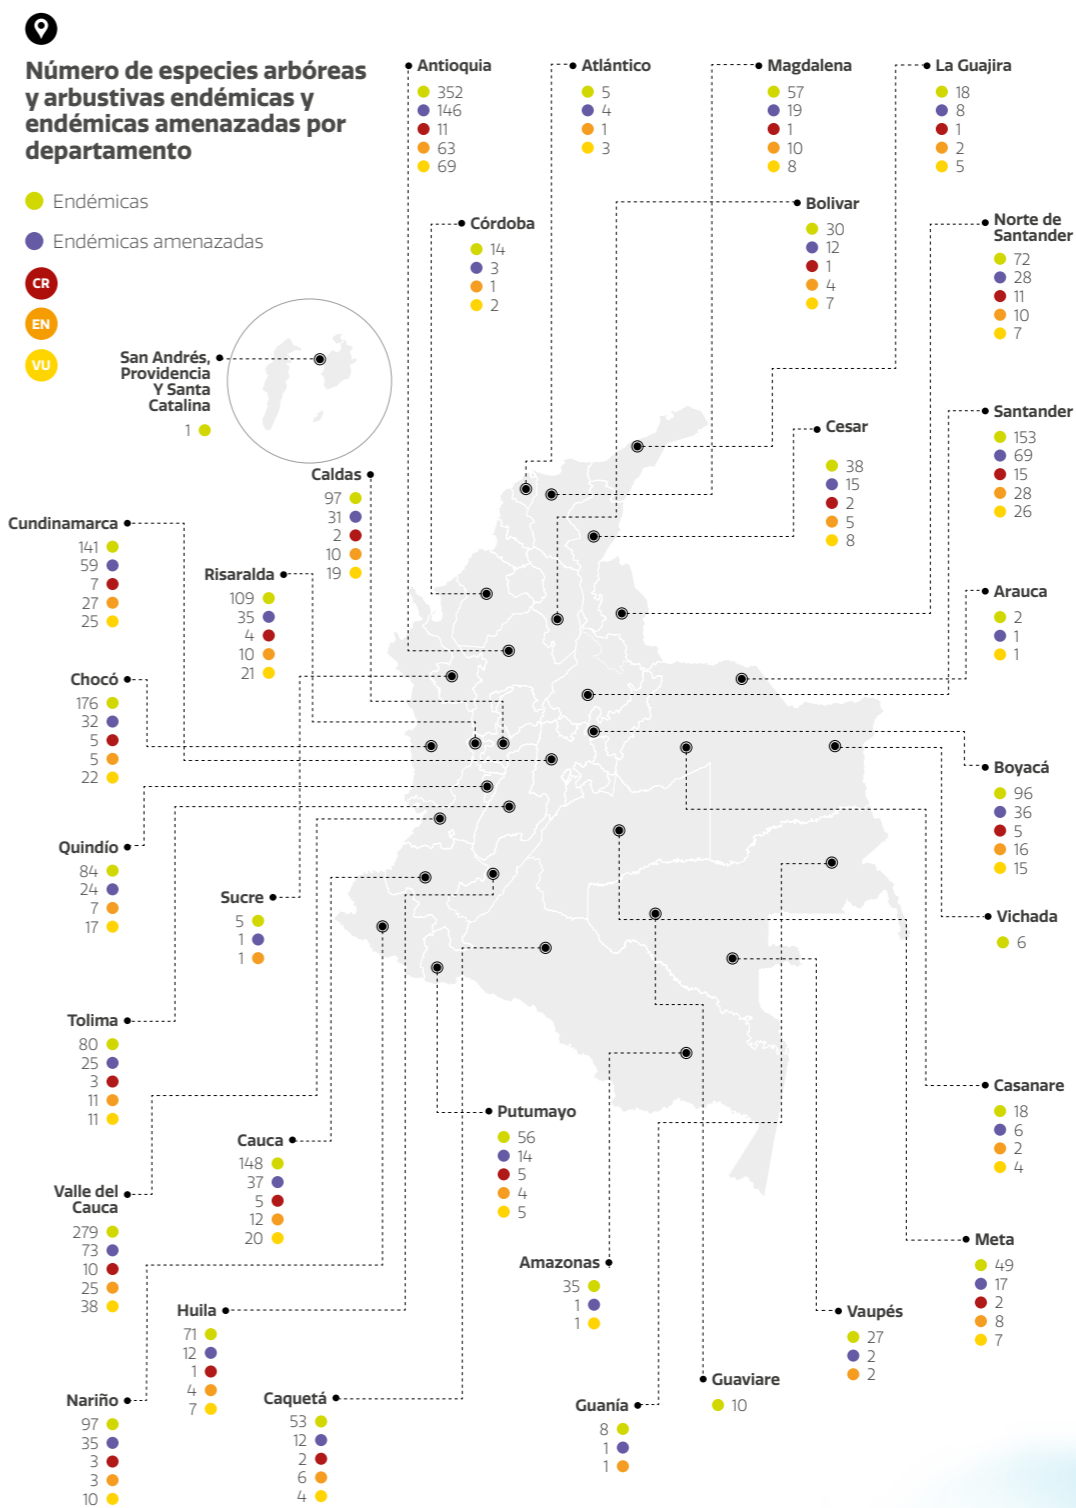 Número de especies arbóreas
y arbustivas endémicas y
endémicas amenazadas por
departamento
Endémicas
Endémicas amenazadas
CR
EN
VU
Antioquia
352
146
11
63
69
Atlántico
5
4
1
3
Magdalena
57
19
1
10
8
La Guajira
18
8
1
2
5
Córdoba
14
3
1
2
Bolivar
30
12
1
4
7
Norte de
Santander
72
28
11
10
7
San Andrés,
Providencia
Y Santa
Catalina
1
Cesar
38
15
2
5
8
Santander
153
69
15
28
26
Caldas
97
31
2
10
19
Cundinamarca
141
59
7
27
25
Risaralda
109
35
4
10
21
Arauca
2
1
1
Chocó
176
32
5
5
22
Boyacá
96
36
5
16
15
Quindío
84
24
7
17
Sucre
5
1
1
Vichada
6
Tolima
80
25
3
11
11
Casanare
18
6
2
4
Cauca
148
37
5
12
20
Putumayo
56
14
5
4
5
Valle del
Cauca
279
73
10
25
38
Meta
49
17
2
8
7
Amazonas
35
1
1
Huila
71
12
1
4
7
Vaupés
27
2
2
Guaviare
10
Nariño
97
35
3
3
10
Caquetá
53
12
2
6
4
Guanía
8
1
1